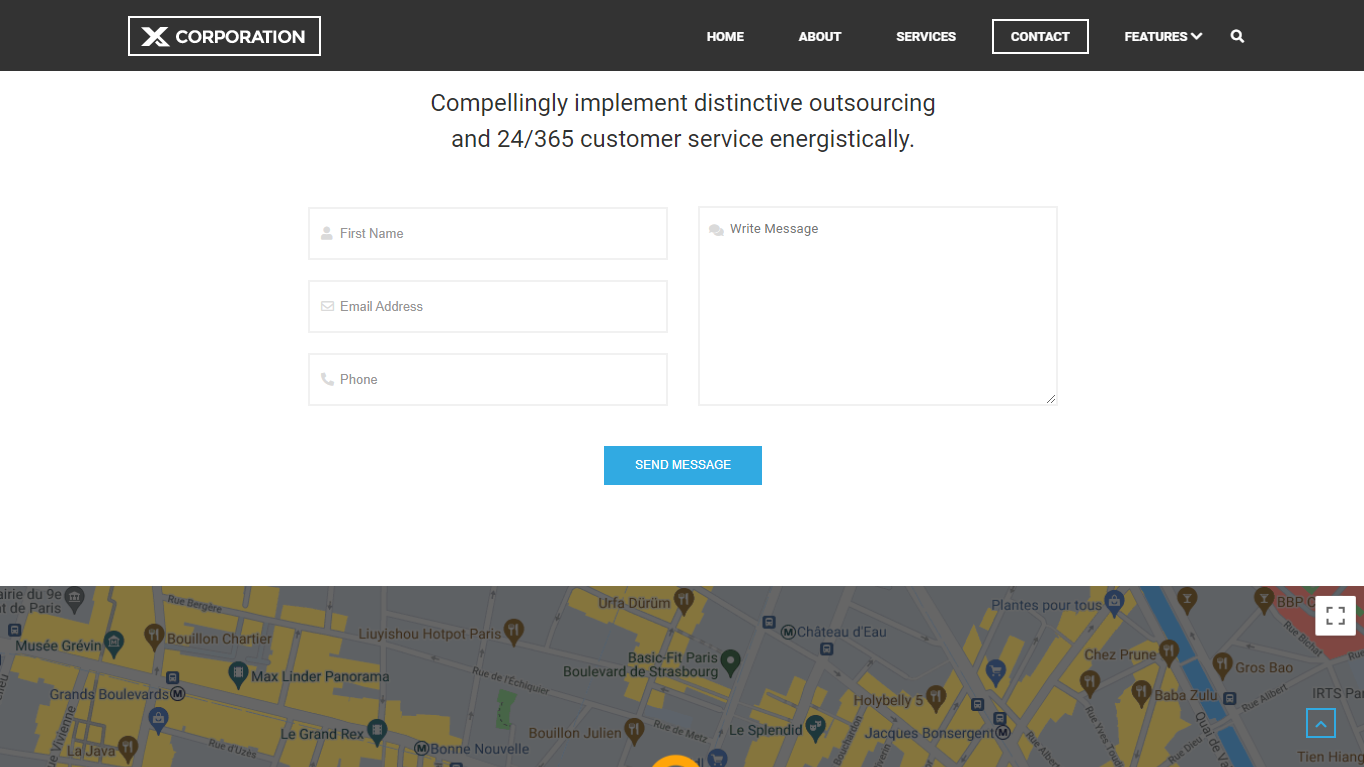 X CORPORATION
HOME
ABOUT
SERVICES
CONTACT
FEATURES
Compellingly implement distinctive outsourcing
and 24/365 customer service energistically.
First Name
Email Address
Phone
Write Message
SEND MESSAGE
airie du 9e
nt de Paris
Rue Bergère
Musée Grévin
Bouillon Chartier
Liuyishou Hotpot Paris
Urfa Dürüm
Château d'Eau
Plantes pour tous
BBP
Rue Bichat
Max Linder Panorama
Grands Boulevards
Rue de l'Échiquier
Basic-Fit Paris
Boulevard de Strasbourg
Chez Prune
Gros Bao
Baba Zulu
Rue Alibert
IRTS
Vivienne
La Java
Rue d'Uzès
Le Grand Rex
Bonne Nouvelle
Bouillon Julien
Rue de Metz
Le Splendid
Holybelly 5
Jacques Bonsergent
Rue Yves Toudic
Rue Dieu
Quai de
Tien Hiang